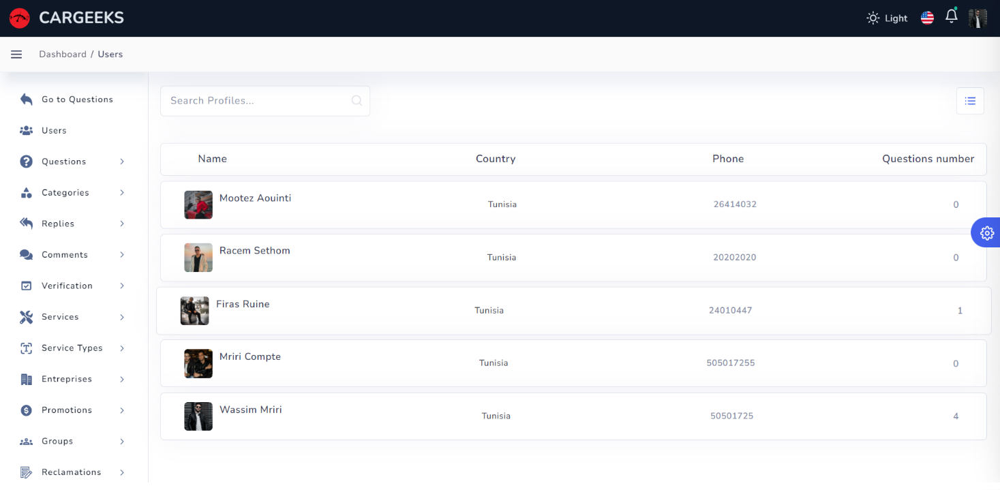 CARGEEKS
Light
Dashboard / Users
Go to Questions
Users
Questions
Categories
Replies
Comments
Verification
Services
Service Types
Entreprises
Promotions
Groups
Reclamations
Search Profiles...
Name Country Phone Questions number
Mootez Aouinti Tunisia 26414032 0
Racem Sethom Tunisia 20202020 0
Firas Ruine Tunisia 24010447 1
Mriri Compte Tunisia 505017255 0
Wassim Mriri Tunisia 50501725 4